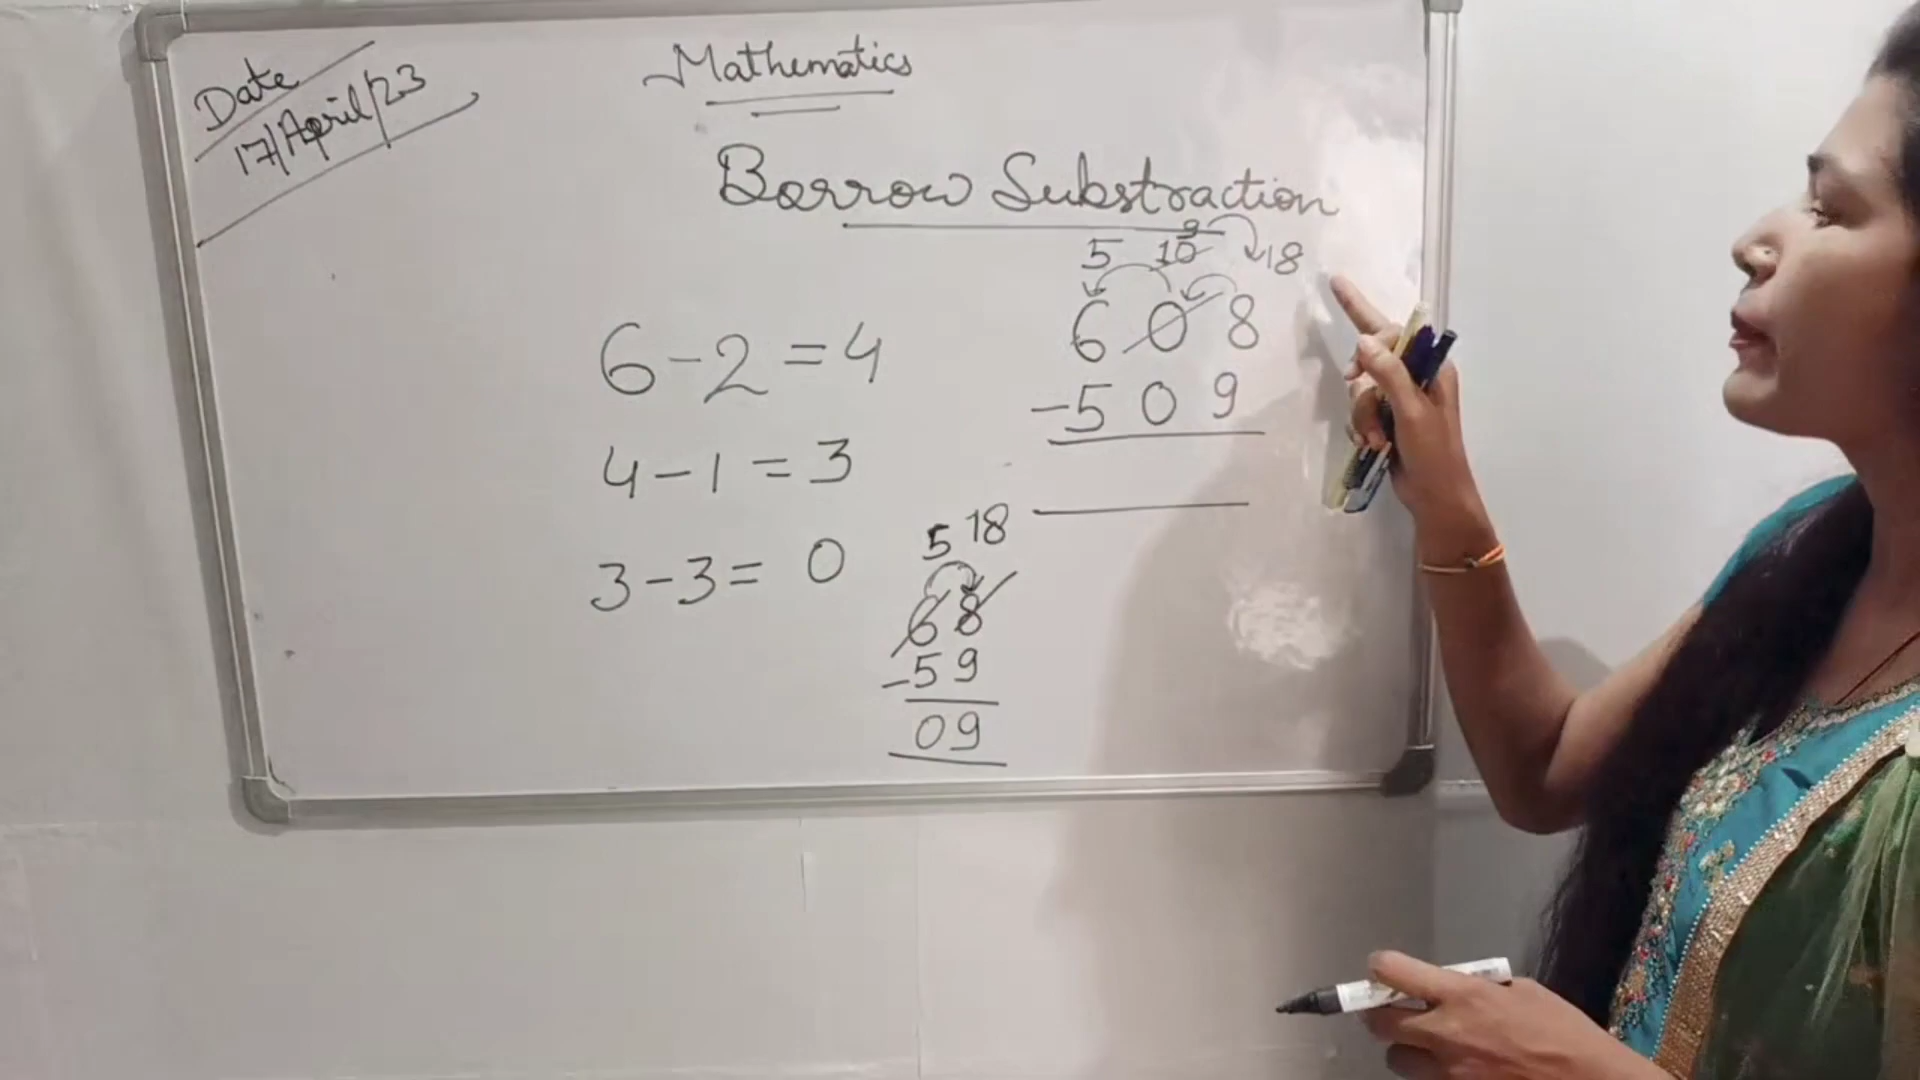 Date
17/April/23
Mathematics
Borrow Substraction
6-2=4
4-1=3
3-3=0
5 10 9 18
6 0 8
-5 0 9
5 18
6 8
-5 9
0 9